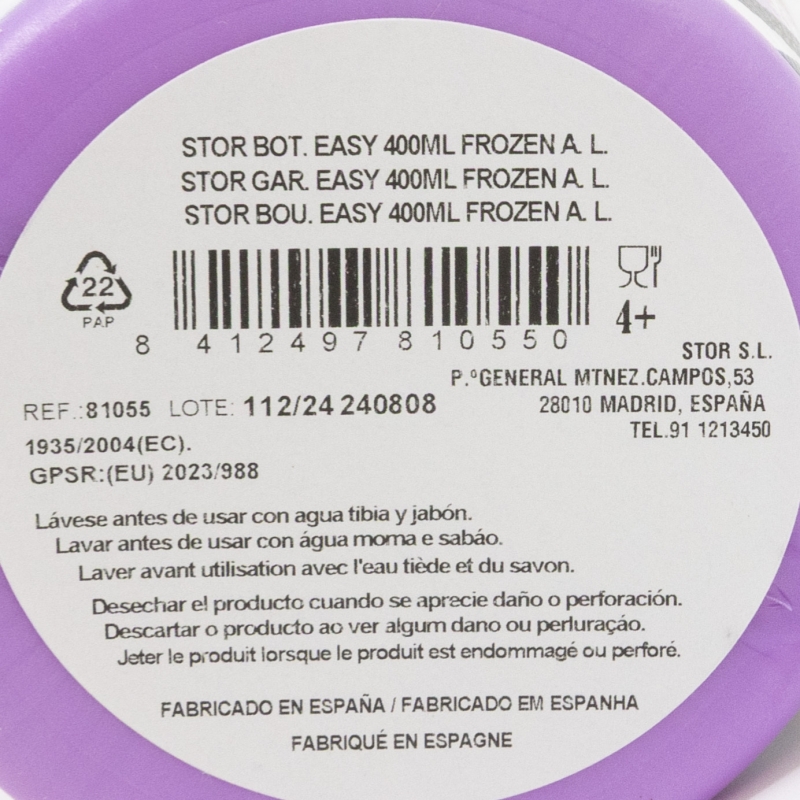 STOR BOT. EASY 400ML FROZEN A. L.
STOR GAR. EASY 400ML FROZEN A. L.
STOR BOU. EASY 400ML FROZEN A. L.
22
PAP
8 412497 810550
4+
STOR S.L.
P.ºGENERAL MTNEZ.CAMPOS,53
28010 MADRID, ESPAÑA
TEL.91 1213450
REF.:81055 LOTE: 112/24 240808
1935/2004(EC).
GPSR:(EU) 2023/988
Lávese antes de usar con agua tibia y jabón.
Lavar antes de usar com água morna e sabáo.
Laver avant utilisation avec l'eau tiède et du savon.
Desechar el producto cuando se aprecie daño o perforación.
Descartar o producto ao ver algum dano ou perfuraçáo.
Jeter le produit lorsque le produit est endommagé ou perforé.
FABRICADO EN ESPAÑA / FABRICADO EM ESPANHA
FABRIQUÉ EN ESPAGNE